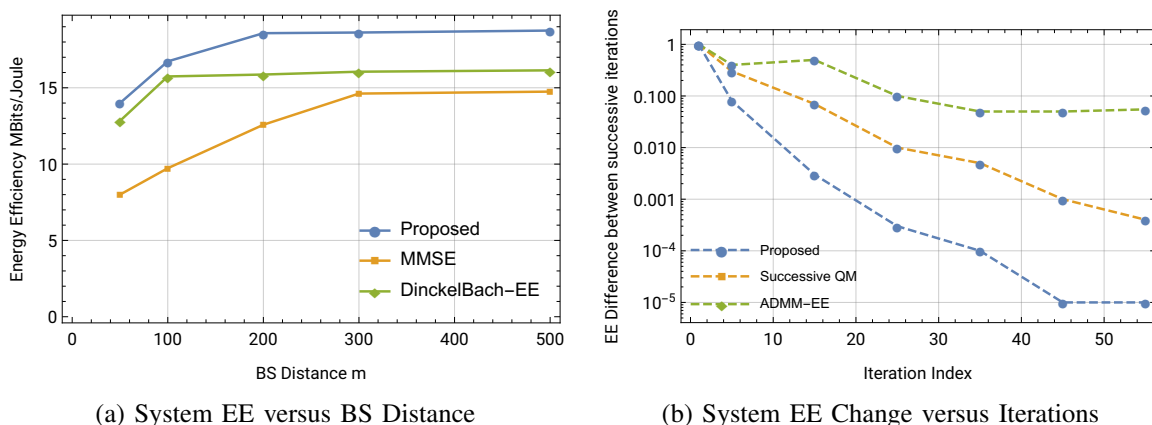 Energy Efficiency MBits/Joule
15
10
5
0
Proposed
MMSE
DinckelBach-EE
0 100 200 300 400 500
BS Distance m
(a) System EE versus BS Distance
EE Difference between successive iterations
1
0.100
0.010
0.001
10⁻⁴
10⁻⁵
Proposed
Successive QM
ADMM-EE
0 10 20 30 40 50
Iteration Index
(b) System EE Change versus Iterations